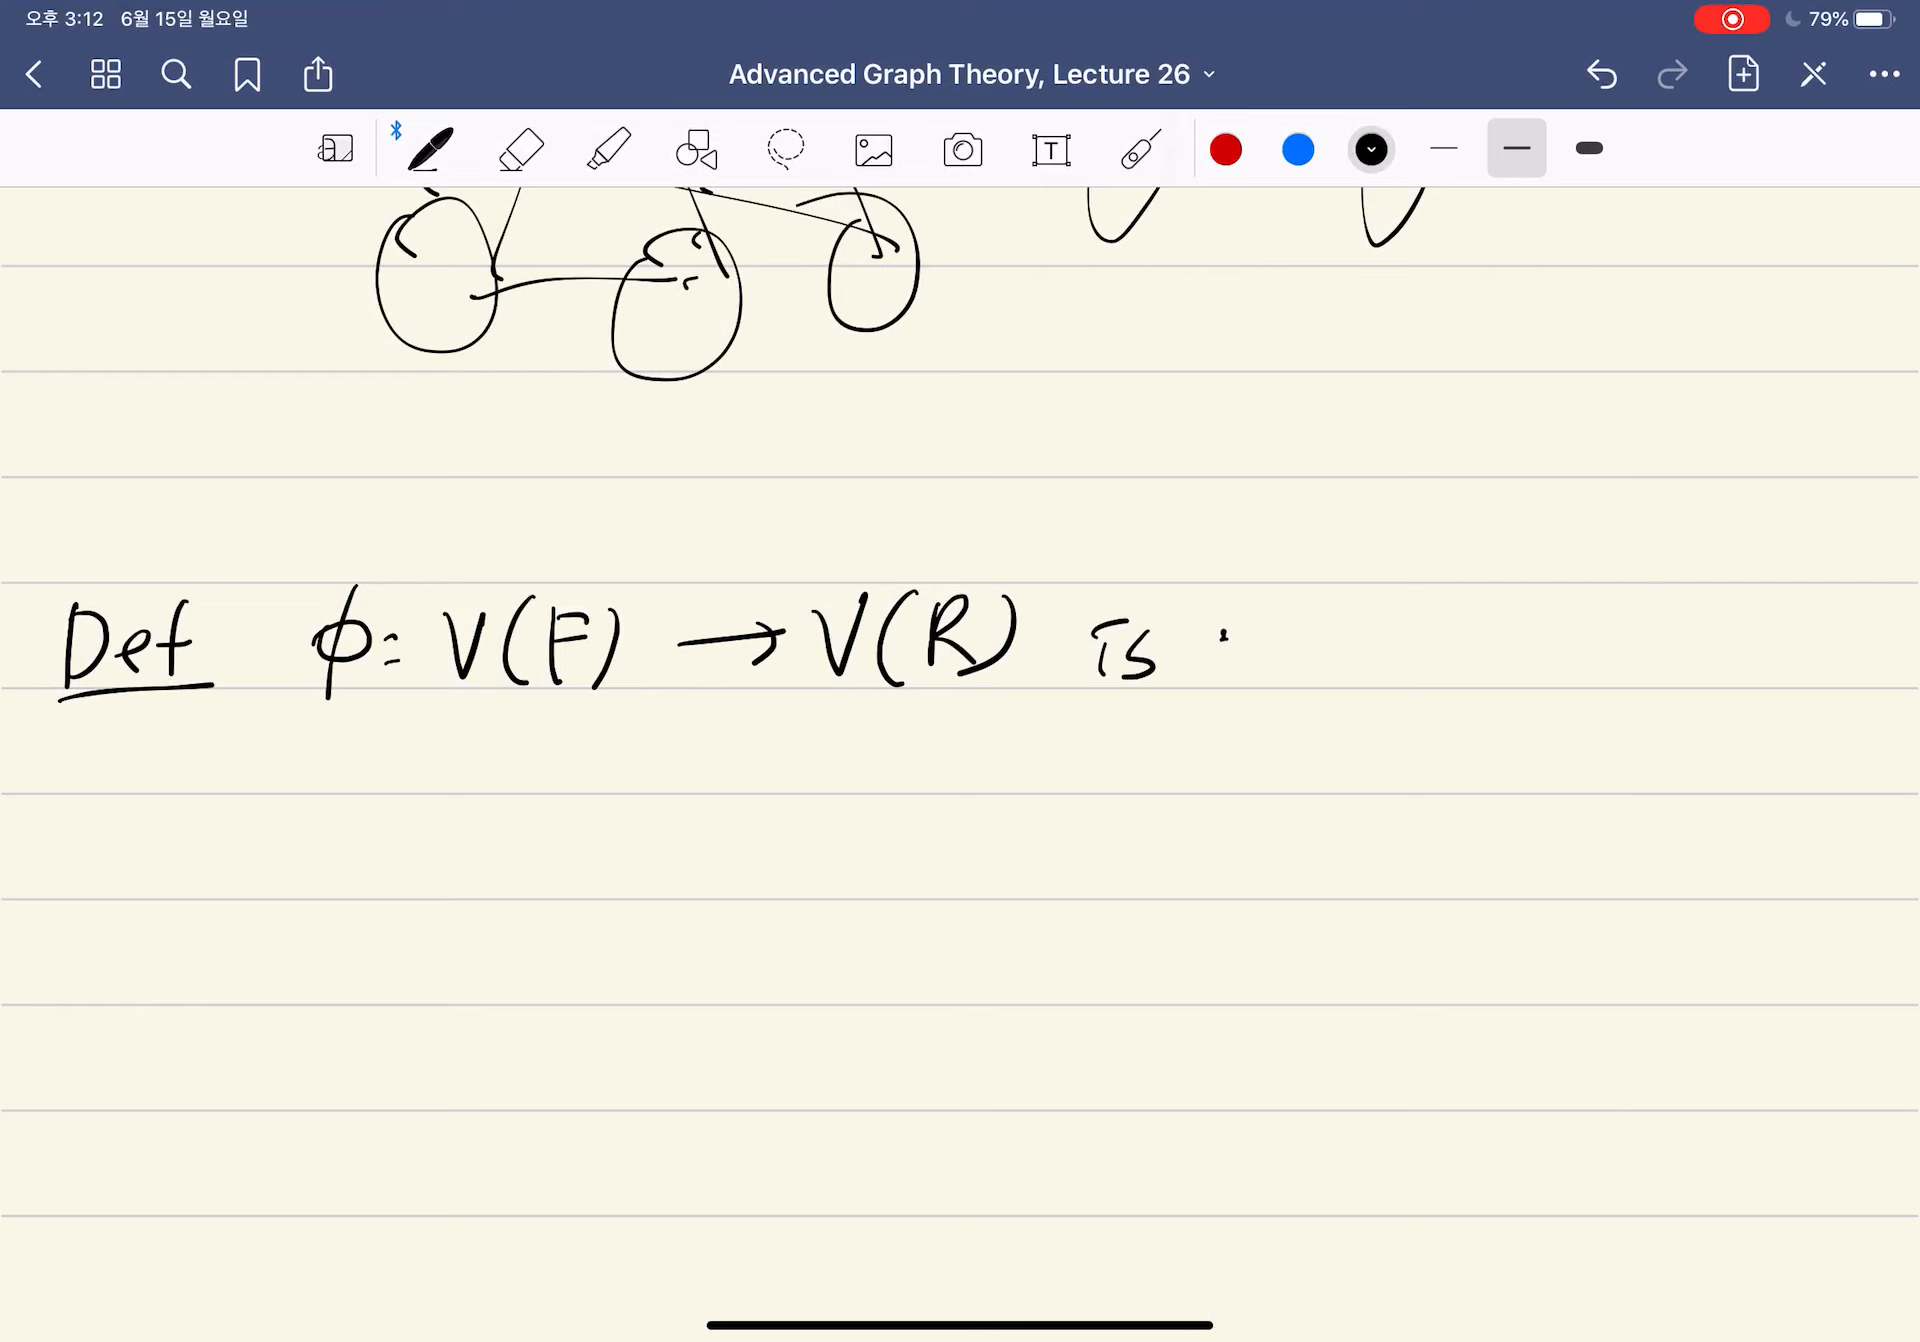 오후 3:12 6월 15일 월요일
79%
Advanced Graph Theory, Lecture 26
Def φ: V(F) → V(R) is